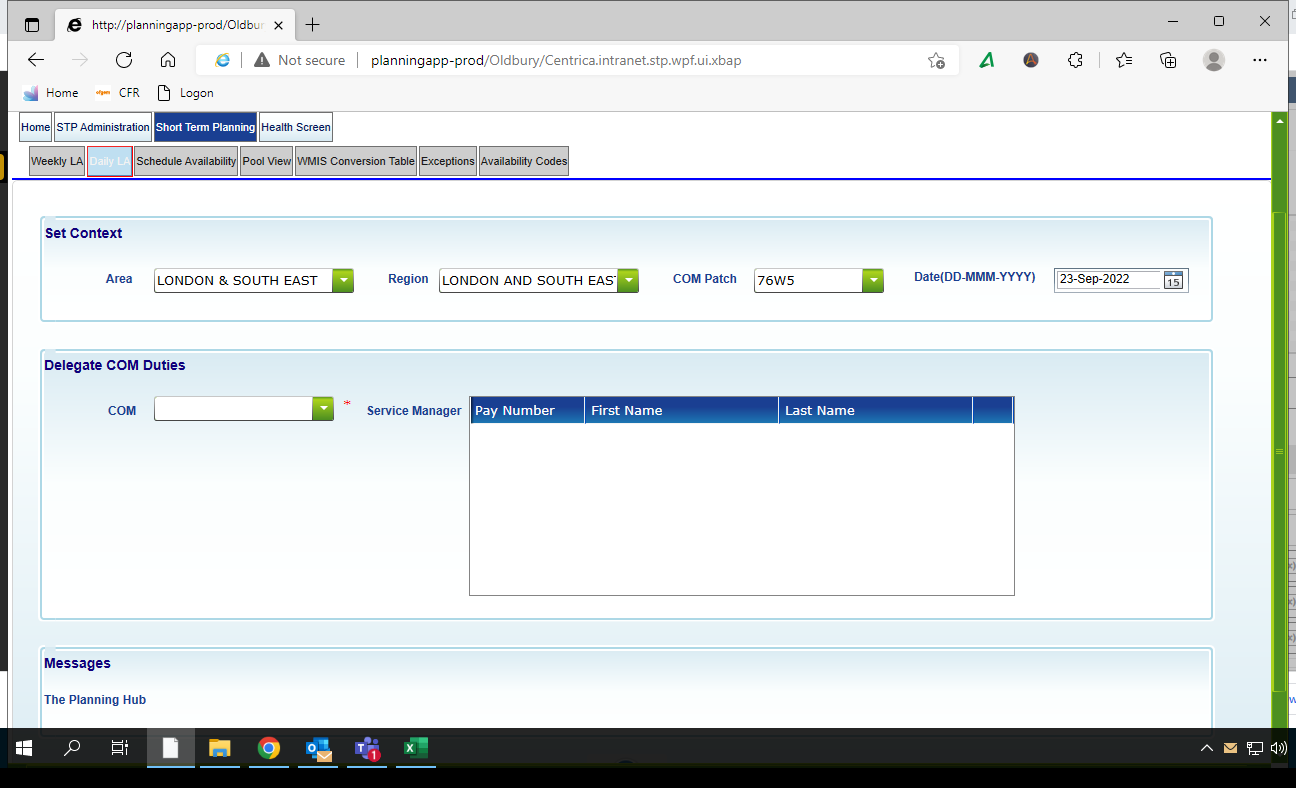 http://planningapp-prod/Oldbur
Not secure planningapp-prod/Oldbury/Centrica.intranet.stp.wpf.ui.xbap
Home CFR Logon
Home STP Administration Short Term Planning Health Screen
Weekly LA Daily LA Schedule Availability Pool View WMIS Conversion Table Exceptions Availability Codes
Set Context
Area LONDON & SOUTH EAST Region LONDON AND SOUTH EAS COM Patch 76W5 Date(DD-MMM-YYYY) 23-Sep-2022 15
Delegate COM Duties
COM * Service Manager Pay Number First Name Last Name
Messages
The Planning Hub
1